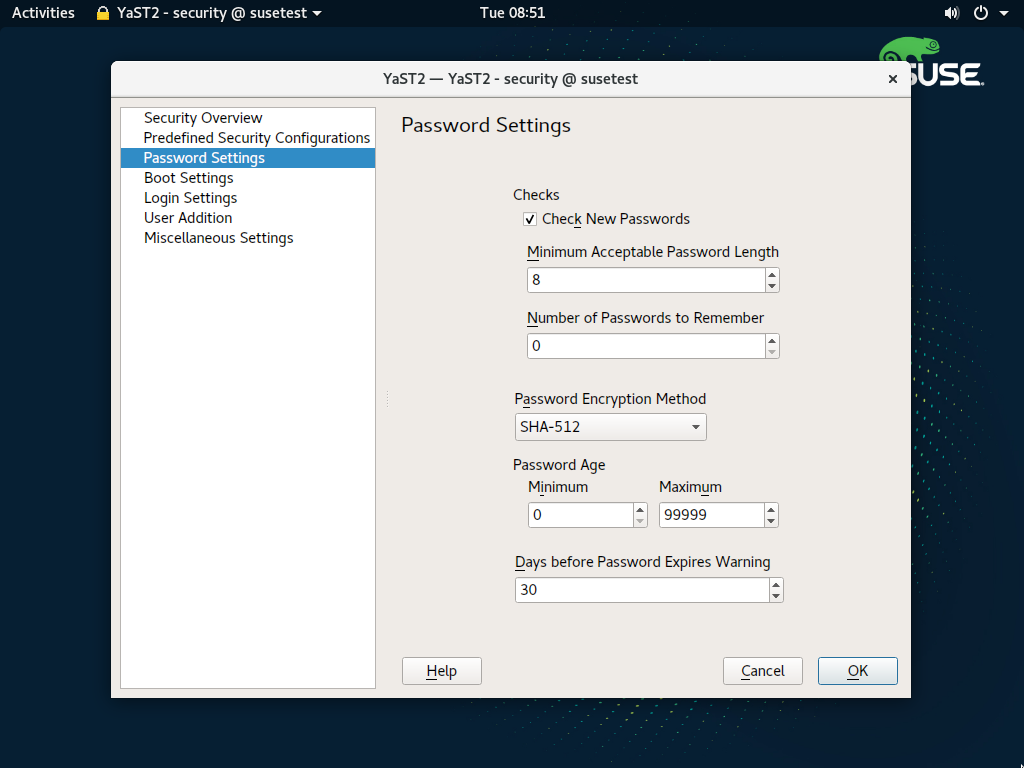 Activities YaST2 - security @ susetest Tue 08:51
SUSE
YaST2 — YaST2 - security @ susetest
Security Overview
Predefined Security Configurations
Password Settings
Boot Settings
Login Settings
User Addition
Miscellaneous Settings
Password Settings
Checks
Check New Passwords
Minimum Acceptable Password Length
8
Number of Passwords to Remember
0
Password Encryption Method
SHA-512
Password Age
Minimum Maximum
0 99999
Days before Password Expires Warning
30
Help Cancel OK